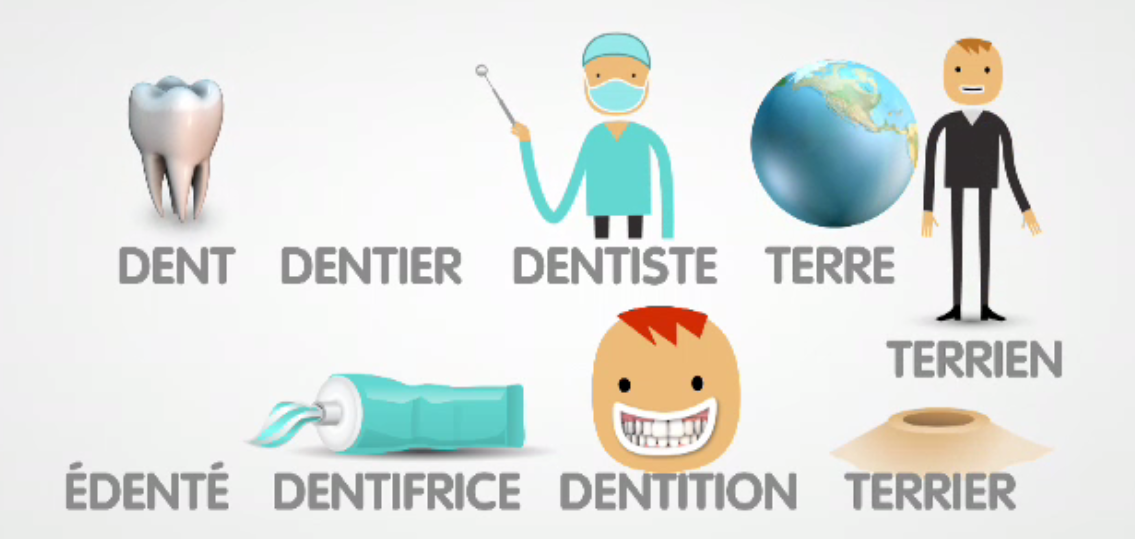 DENT DENTIER DENTISTE TERRE
TERRIEN
ÉDENTÉ DENTIFRICE DENTITION TERRIER